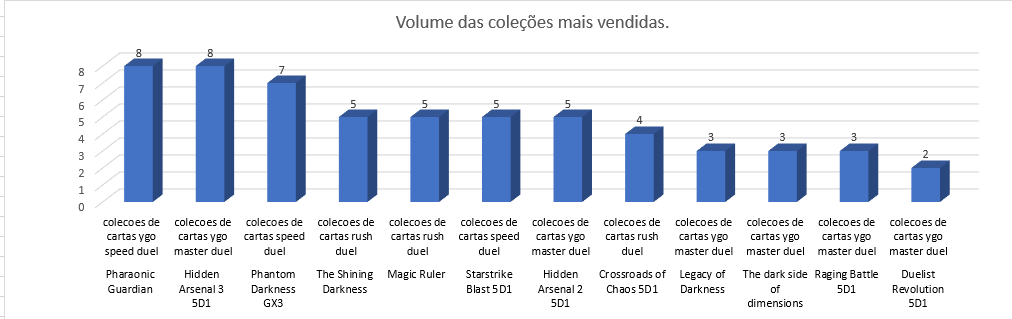 Volume das coleções mais vendidas.
8 8 7 5 5 5 5 4 3 3 3 2
8
7
6
5
4
3
2
1
0
colecoes de cartas ygo speed duel
colecoes de cartas ygo master duel
colecoes de cartas speed duel
colecoes de cartas rush duel
colecoes de cartas rush duel
colecoes de cartas speed duel
colecoes de cartas ygo master duel
colecoes de cartas rush duel
colecoes de cartas ygo master duel
colecoes de cartas ygo master duel
colecoes de cartas ygo master duel
colecoes de cartas ygo master duel
Pharaonic Guardian
Hidden Arsenal 3 5D1
Phantom Darkness GX3
The Shining Darkness
Magic Ruler
Starstrike Blast 5D1
Hidden Arsenal 2 5D1
Crossroads of Chaos 5D1
Legacy of Darkness
The dark side of dimensions
Raging Battle 5D1
Duelist Revolution 5D1